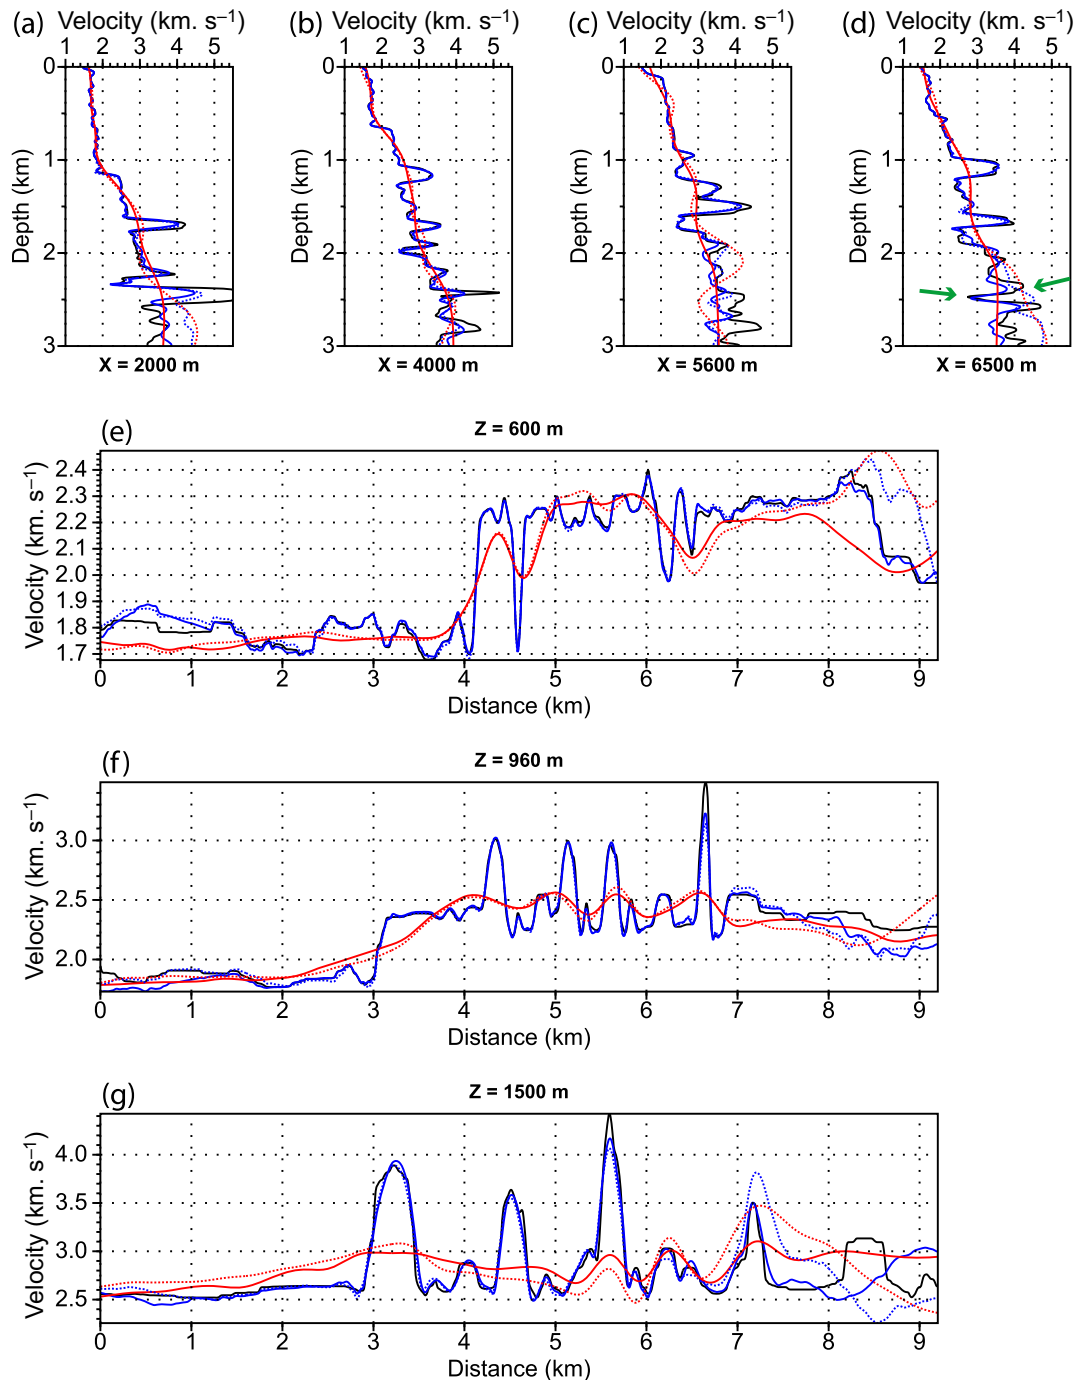 (a) Velocity (km. s⁻¹)
1 2 3 4 5
0
1
2
3
Depth (km)
X = 2000 m
(b) Velocity (km. s⁻¹)
1 2 3 4 5
0
1
2
3
Depth (km)
X = 4000 m
(c) Velocity (km. s⁻¹)
1 2 3 4 5
0
1
2
3
Depth (km)
X = 5600 m
(d) Velocity (km. s⁻¹)
1 2 3 4 5
0
1
2
3
Depth (km)
X = 6500 m
(e)
Z = 600 m
Velocity (km. s⁻¹)
2.4
2.3
2.2
2.1
2.0
1.9
1.8
1.7
0 1 2 3 4 5 6 7 8 9
Distance (km)
(f)
Z = 960 m
Velocity (km. s⁻¹)
3.0
2.5
2.0
0 1 2 3 4 5 6 7 8 9
Distance (km)
(g)
Z = 1500 m
Velocity (km. s⁻¹)
4.0
3.5
3.0
2.5
0 1 2 3 4 5 6 7 8 9
Distance (km)